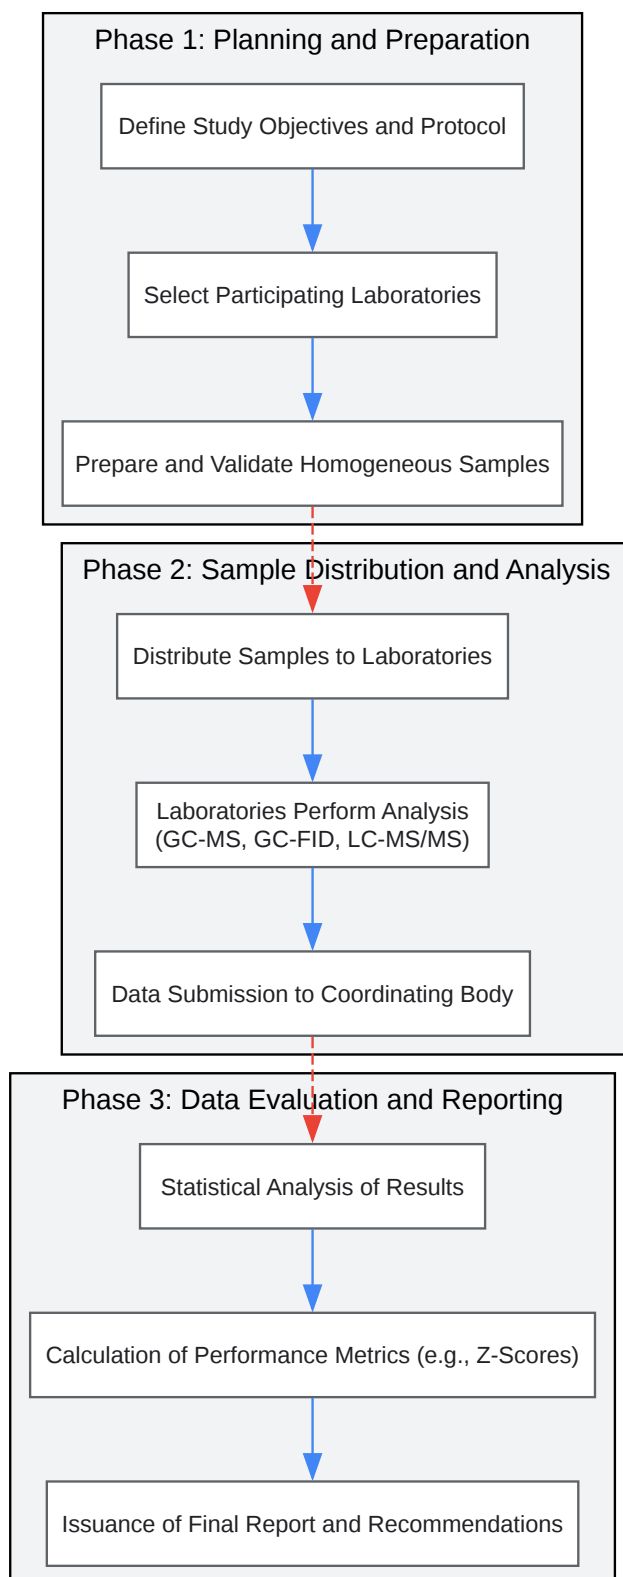 Phase 1: Planning and Preparation
Define Study Objectives and Protocol
Select Participating Laboratories
Prepare and Validate Homogeneous Samples
Phase 2: Sample Distribution and Analysis
Distribute Samples to Laboratories
Laboratories Perform Analysis
(GC-MS, GC-FID, LC-MS/MS)
Data Submission to Coordinating Body
Phase 3: Data Evaluation and Reporting
Statistical Analysis of Results
Calculation of Performance Metrics (e.g., Z-Scores)
Issuance of Final Report and Recommendations